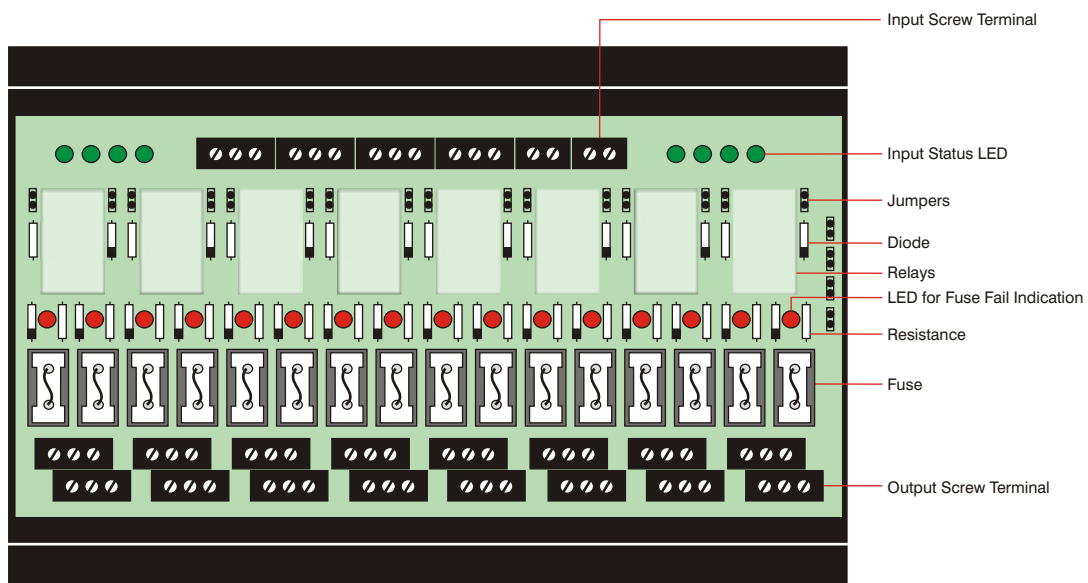 Input Screw Terminal
Input Status LED
Jumpers
Diode
Relays
LED for Fuse Fail Indication
Resistance
Fuse
Output Screw Terminal